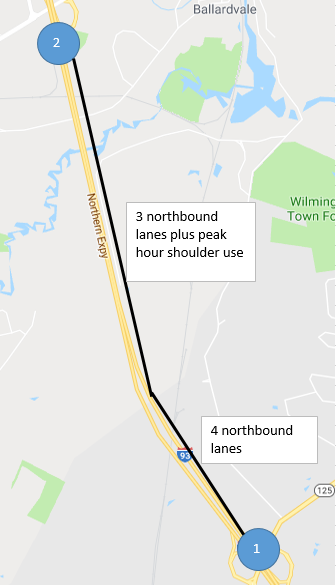 Ballardvale
2
3 northbound
lanes plus peak
hour shoulder use
Wilming
Town Fo
Northern Expy
4 northbound
lanes
93
125
1